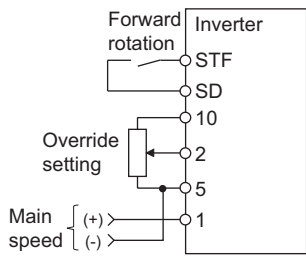 Forward
rotation
Inverter
STF
SD
10
Override
setting
2
5
Main
speed
(+)
(-)
1